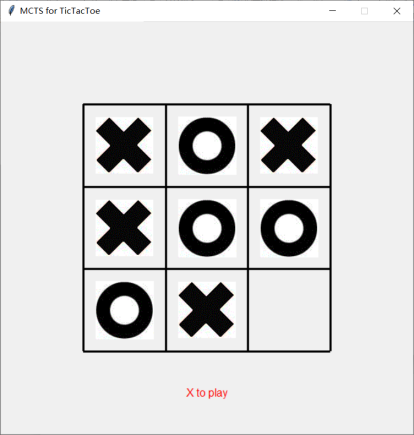 MCTS for TicTacToe
X O X
X O O
O X
X to play